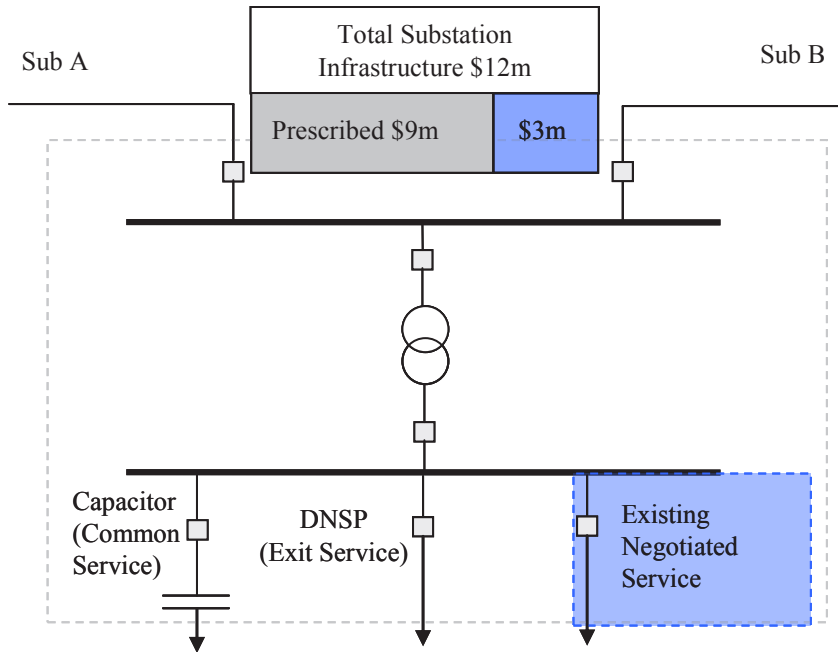 Total Substation
Infrastructure $12m
Sub A
Sub B
Prescribed $9m
$3m
Capacitor
(Common
Service)
DNSP
(Exit Service)
Existing
Negotiated
Service